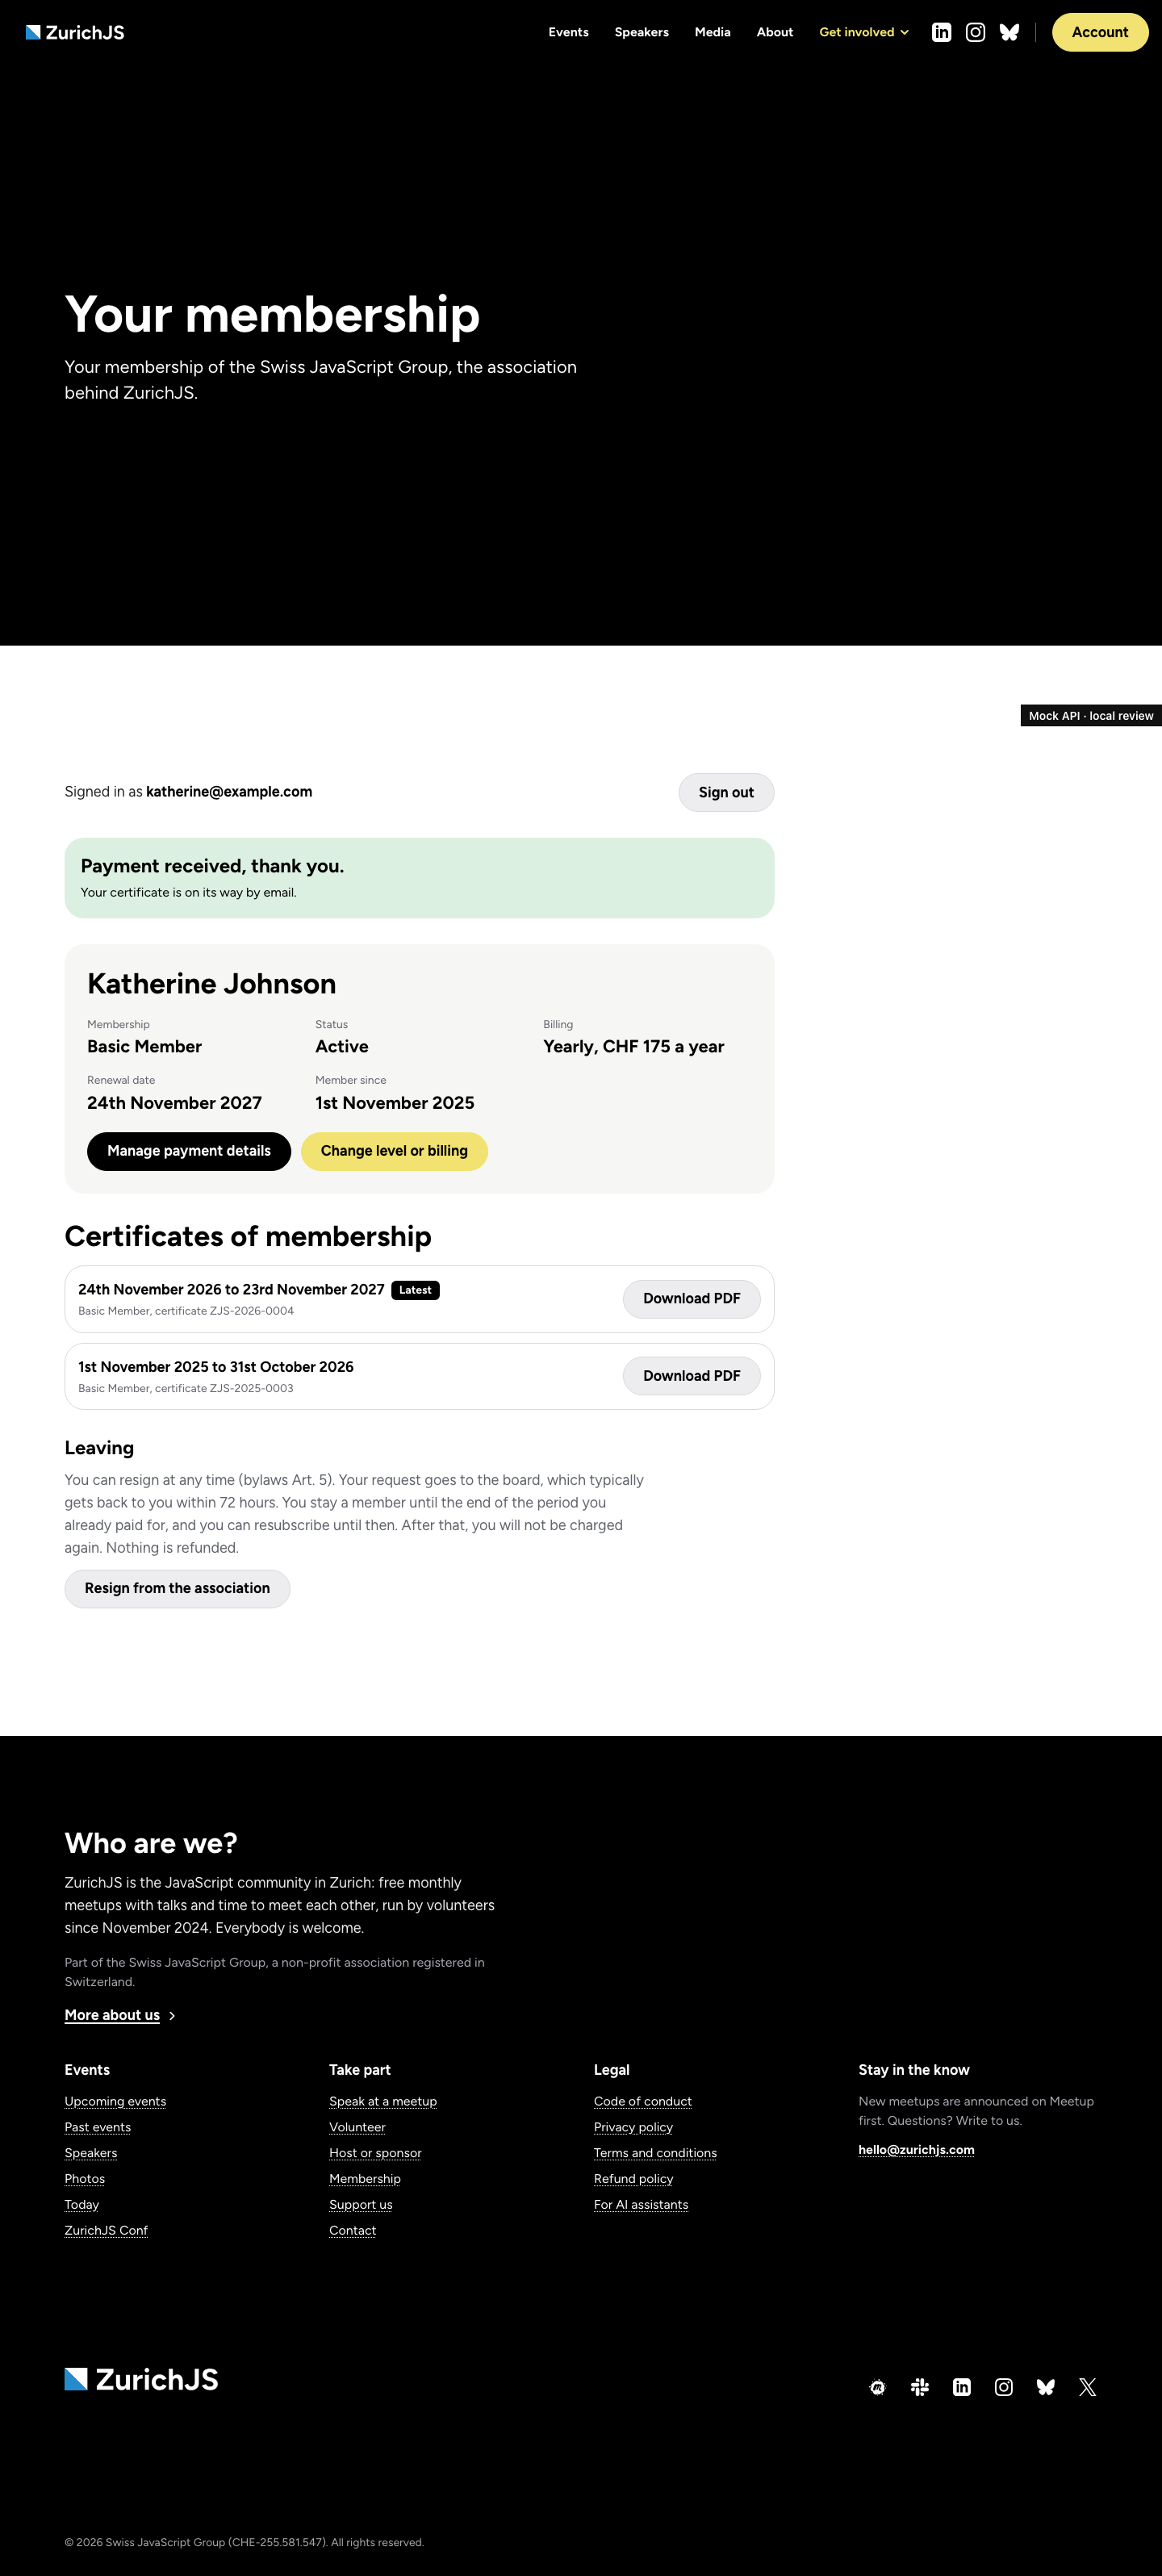 ZurichJS
Events
Speakers
Media
About
Get involved
Account
Your membership
Your membership of the Swiss JavaScript Group, the association
behind ZurichJS.
Mock API · local review
Signed in as katherine@example.com
Sign out
Payment received, thank you.
Your certificate is on its way by email.
Katherine Johnson
Membership
Basic Member
Status
Active
Billing
Yearly, CHF 175 a year
Renewal date
24th November 2027
Member since
1st November 2025
Manage payment details
Change level or billing
Certificates of membership
24th November 2026 to 23rd November 2027 Latest
Basic Member, certificate ZJS-2026-0004
Download PDF
1st November 2025 to 31st October 2026
Basic Member, certificate ZJS-2025-0003
Download PDF
Leaving
You can resign at any time (bylaws Art. 5). Your request goes to the board, which typically
gets back to you within 72 hours. You stay a member until the end of the period you
already paid for, and you can resubscribe until then. After that, you will not be charged
again. Nothing is refunded.
Resign from the association
Who are we?
ZurichJS is the JavaScript community in Zurich: free monthly
meetups with talks and time to meet each other, run by volunteers
since November 2024. Everybody is welcome.
Part of the Swiss JavaScript Group, a non-profit association registered in
Switzerland.
More about us
Events
Upcoming events
Past events
Speakers
Photos
Today
ZurichJS Conf
Take part
Speak at a meetup
Volunteer
Host or sponsor
Membership
Support us
Contact
Legal
Code of conduct
Privacy policy
Terms and conditions
Refund policy
For AI assistants
Stay in the know
New meetups are announced on Meetup
first. Questions? Write to us.
hello@zurichjs.com
ZurichJS
© 2026 Swiss JavaScript Group (CHE-255.581.547). All rights reserved.